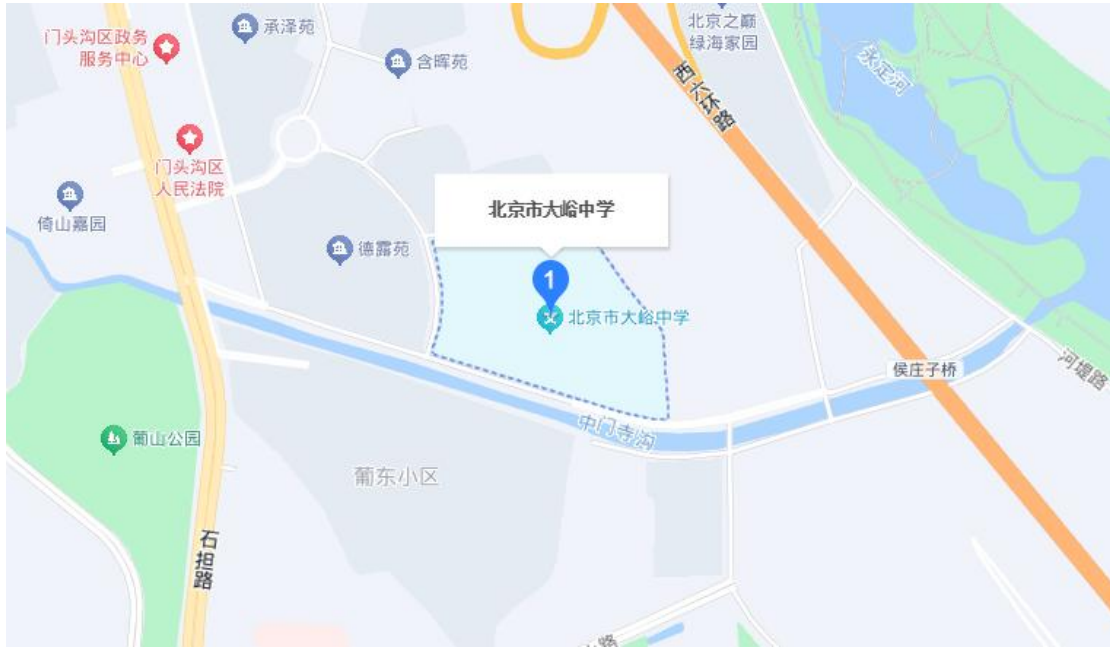 门头沟区政务
服务中心
承泽苑
含晖苑
北京之巅
绿海家园
永定河
西六环路
门头沟区
人民法院
倚山嘉园
德露苑
北京市大峪中学
1
北京市大峪中学
侯庄子桥
河堤路
中门寺沟
葡山公园
葡东小区
石担路
路